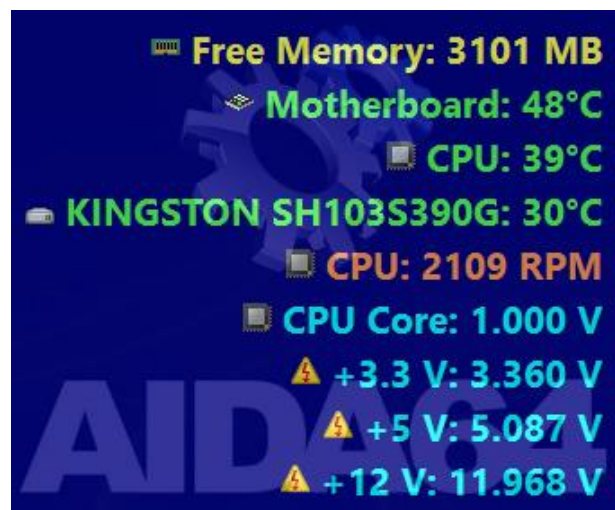 Free Memory: 3101 MB
Motherboard: 48°C
CPU: 39°C
KINGSTON SH103S390G: 30°C
CPU: 2109 RPM
CPU Core: 1.000 V
+3.3 V: 3.360 V
+5 V: 5.087 V
+12 V: 11.968 V
AIDA64